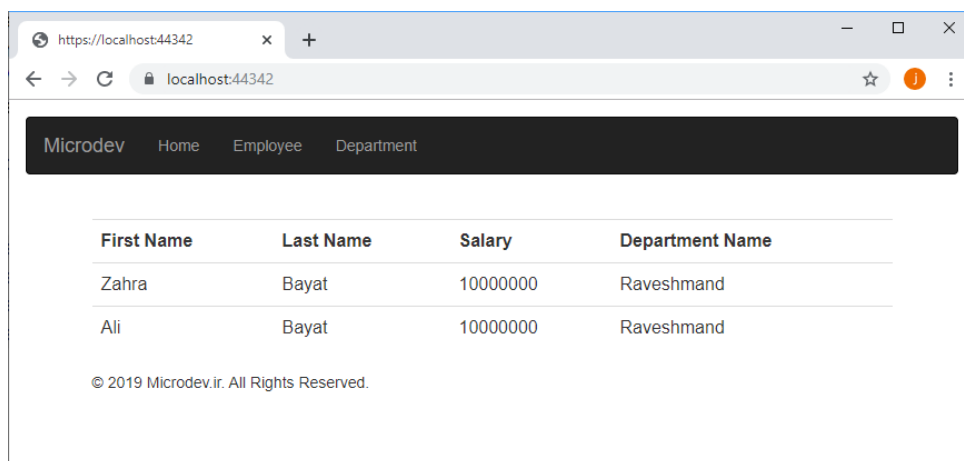 https://localhost:44342
localhost:44342
j
Microdev Home Employee Department
First Name Last Name Salary Department Name
Zahra Bayat 10000000 Raveshmand
Ali Bayat 10000000 Raveshmand
© 2019 Microdev.ir. All Rights Reserved.